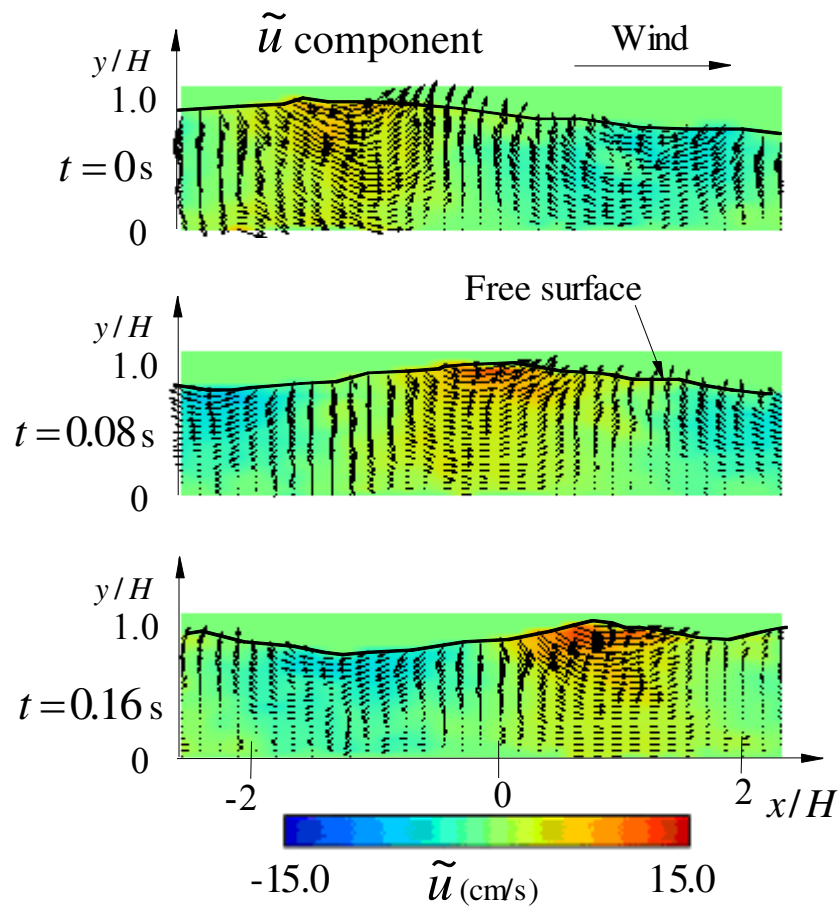 ũ component
Wind
y/H
1.0
t = 0 s
0
Free surface
y/H
1.0
t = 0.08 s
0
y/H
1.0
t = 0.16 s
0
-2 0 2 x/H
-15.0 ũ (cm/s) 15.0